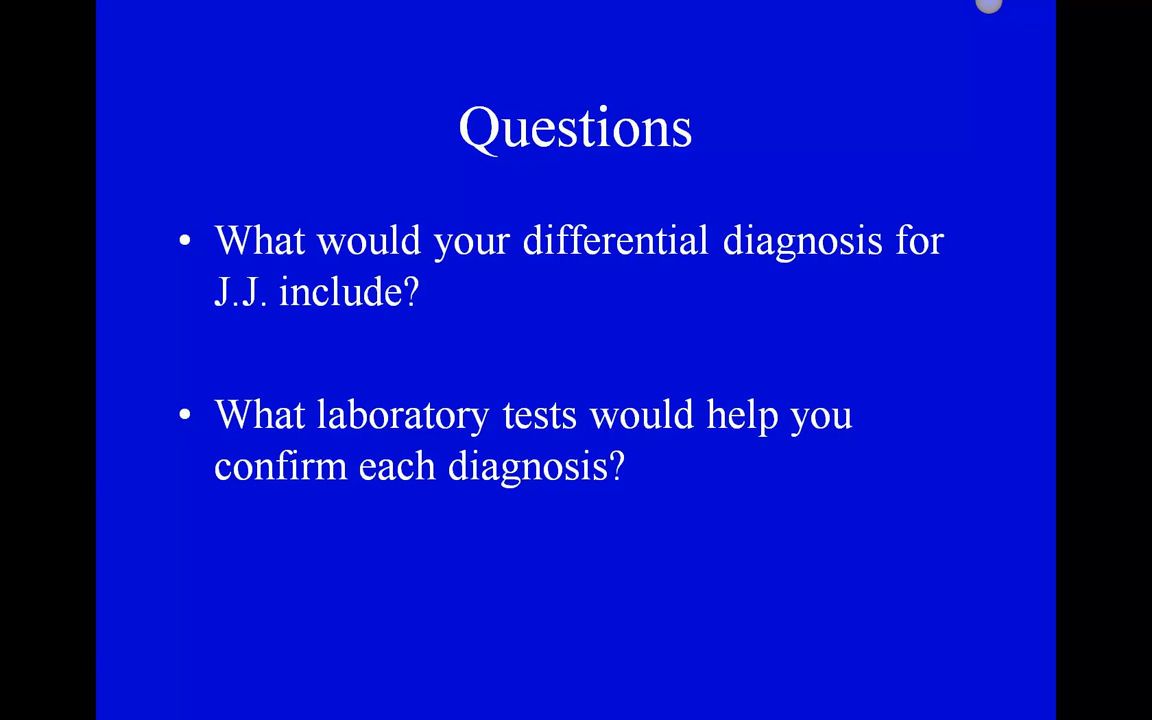 Questions
• What would your differential diagnosis for
J.J. include?
• What laboratory tests would help you
confirm each diagnosis?